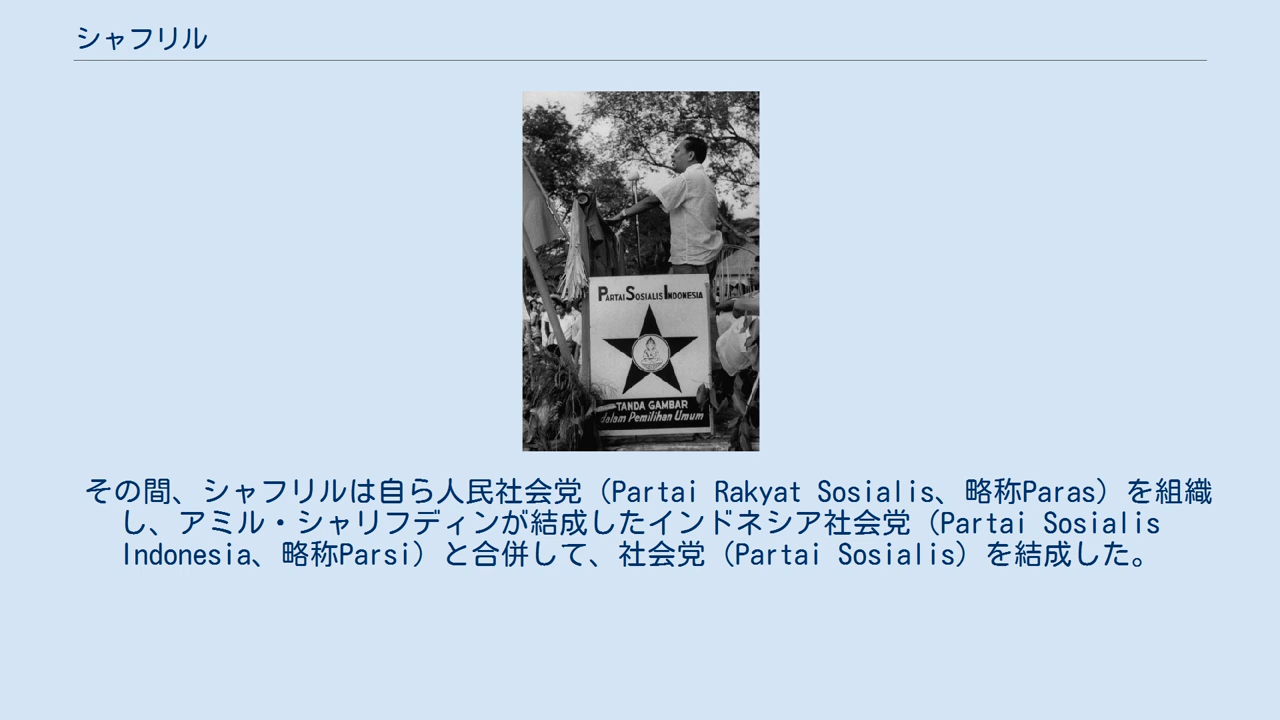 シャフリル
PARTAI SOSIALIS INDONESIA
TANDA GAMBAR
dalam Pemilihan Umum
その間、シャフリルは自ら人民社会党（Partai Rakyat Sosialis、略称Paras）を組織
し、アミル・シャリフディンが結成したインドネシア社会党（Partai Sosialis
Indonesia、略称Parsi）と合併して、社会党（Partai Sosialis）を結成した。